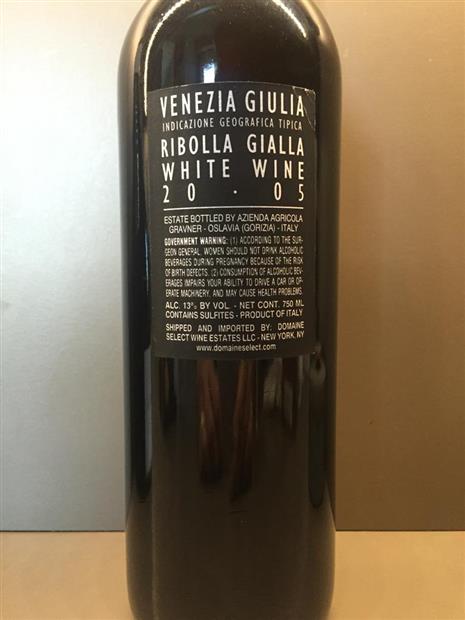 VENEZIA GIULIA
INDICAZIONE GEOGRAFICA TIPICA
RIBOLLA GIALLA
WHITE WINE
20 · 05
ESTATE BOTTLED BY AZIENDA AGRICOLA
GRAVNER - OSLAVIA (GORIZIA) - ITALY
GOVERNMENT WARNING: (1) ACCORDING TO THE SUR-
GEON GENERAL, WOMEN SHOULD NOT DRINK ALCOHOLIC
BEVERAGES DURING PREGNANCY BECAUSE OF THE RISK
OF BIRTH DEFECTS. (2) CONSUMPTION OF ALCOHOLIC BEV-
ERAGES IMPAIRS YOUR ABILITY TO DRIVE A CAR OR OP-
ERATE MACHINERY, AND MAY CAUSE HEALTH PROBLEMS.
ALC. 13% BY VOL. - NET CONT. 750 ML
CONTAINS SULFITES - PRODUCT OF ITALY
SHIPPED AND IMPORTED BY: DOMAINE
SELECT WINE ESTATES LLC - NEW YORK, NY
www.domaineselect.com